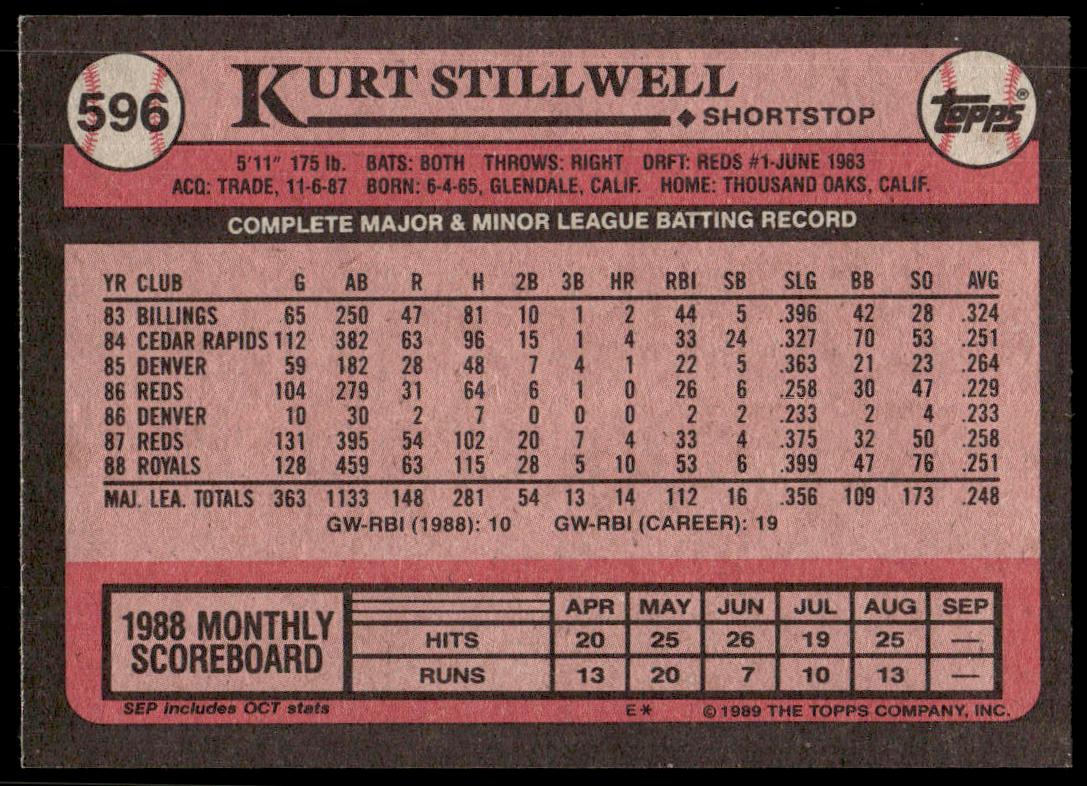 596
KURT STILLWELL
◆ SHORTSTOP
TOPPS®
5'11" 175 lb. BATS: BOTH THROWS: RIGHT DRFT: REDS #1-JUNE 1983
ACQ: TRADE, 11-6-87 BORN: 6-4-65, GLENDALE, CALIF. HOME: THOUSAND OAKS, CALIF.
COMPLETE MAJOR & MINOR LEAGUE BATTING RECORD
YR CLUB G AB R H 2B 3B HR RBI SB SLG BB SO AVG
83 BILLINGS 65 250 47 81 10 1 2 44 5 .396 42 28 .324
84 CEDAR RAPIDS 112 382 63 96 15 1 4 33 24 .327 70 53 .251
85 DENVER 59 182 28 48 7 4 1 22 5 .363 21 23 .264
86 REDS 104 279 31 64 6 1 0 26 6 .258 30 47 .229
86 DENVER 10 30 2 7 0 0 0 2 2 .233 2 4 .233
87 REDS 131 395 54 102 20 7 4 33 4 .375 32 50 .258
88 ROYALS 128 459 63 115 28 5 10 53 6 .399 47 76 .251
MAJ. LEA. TOTALS 363 1133 148 281 54 13 14 112 16 .356 109 173 .248
GW-RBI (1988): 10 GW-RBI (CAREER): 19
1988 MONTHLY
SCOREBOARD
APR MAY JUN JUL AUG SEP
HITS 20 25 26 19 25 —
RUNS 13 20 7 10 13 —
SEP includes OCT stats
E* © 1989 THE TOPPS COMPANY, INC.